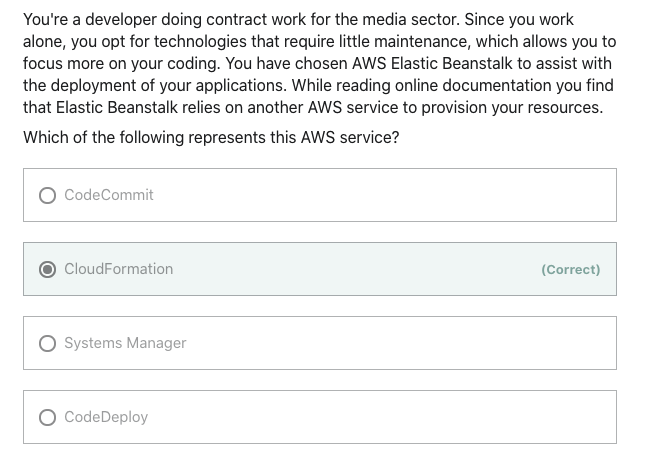 You're a developer doing contract work for the media sector. Since you work
alone, you opt for technologies that require little maintenance, which allows you to
focus more on your coding. You have chosen AWS Elastic Beanstalk to assist with
the deployment of your applications. While reading online documentation you find
that Elastic Beanstalk relies on another AWS service to provision your resources.
Which of the following represents this AWS service?
CodeCommit
CloudFormation (Correct)
Systems Manager
CodeDeploy